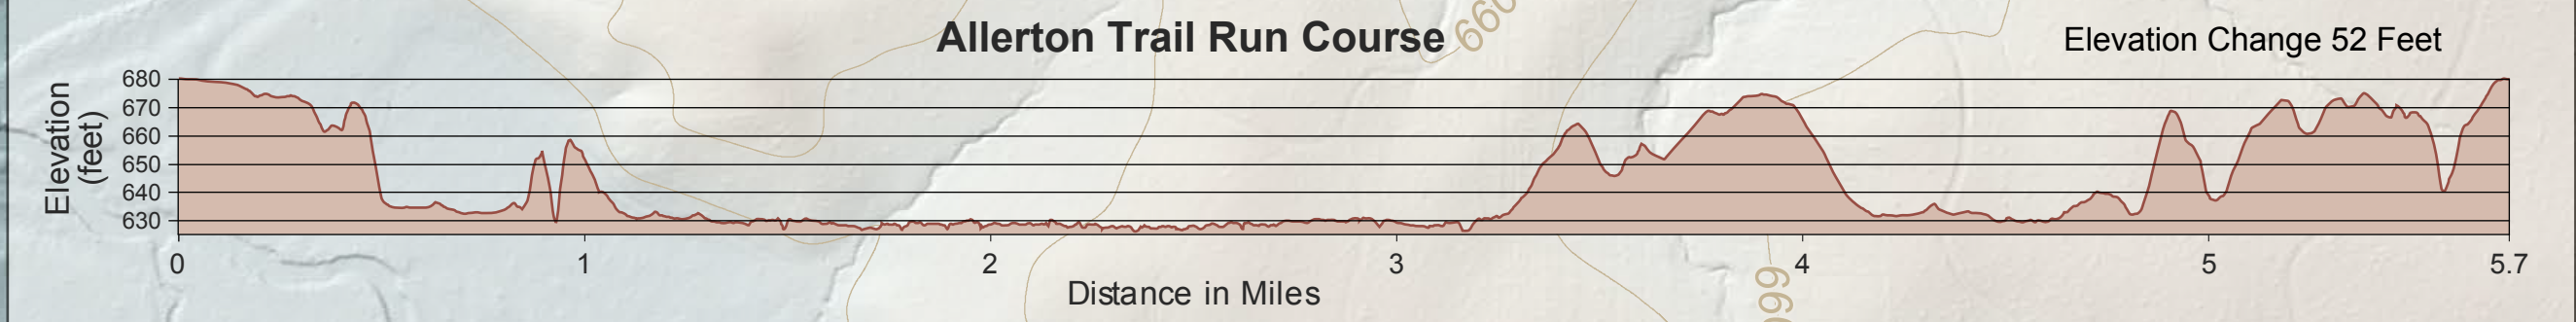 660
Allerton Trail Run Course
Elevation Change 52 Feet
Elevation
(feet)
680
670
660
650
640
630
0 1 2 3 4 5 5.7
Distance in Miles
660